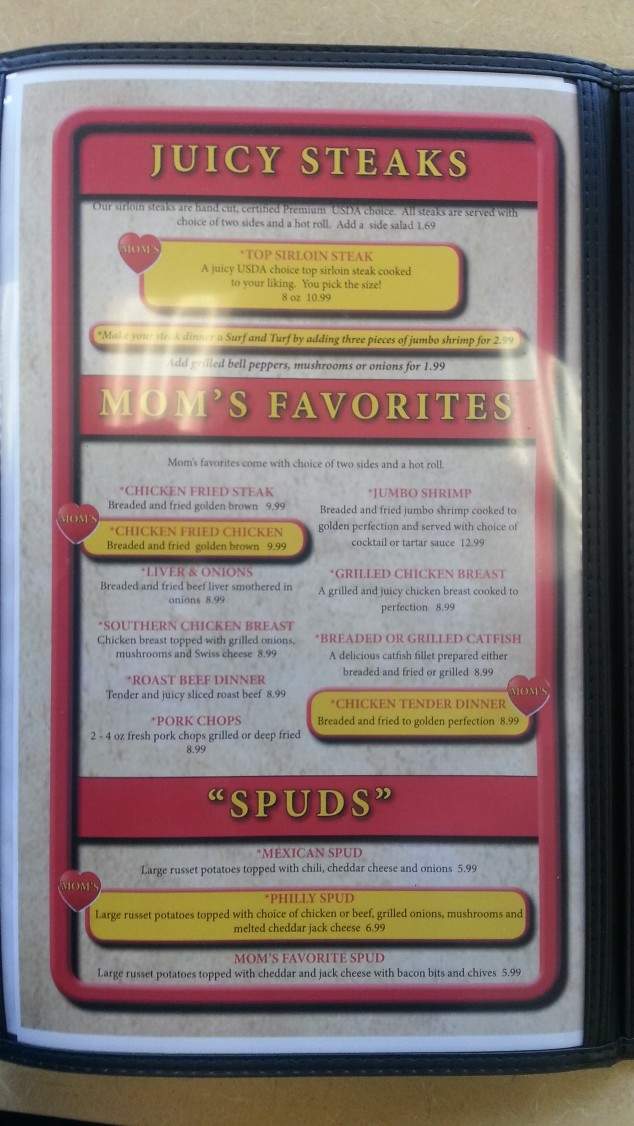 JUICY STEAKS
Our sirloin steaks are hand cut, certified Premium USDA choice. All steaks are served with
choice of two sides and a hot roll. Add a side salad 1.69
MOM'S
*TOP SIRLOIN STEAK
A juicy USDA choice top sirloin steak cooked
to your liking. You pick the size!
8 oz 10.99
*Make your steak dinner a Surf and Turf by adding three pieces of jumbo shrimp for 2.99
Add grilled bell peppers, mushrooms or onions for 1.99
MOM'S FAVORITES
Mom's favorites come with choice of two sides and a hot roll.
*CHICKEN FRIED STEAK
Breaded and fried golden brown 9.99
MOM'S
*CHICKEN FRIED CHICKEN
Breaded and fried golden brown 9.99
*LIVER & ONIONS
Breaded and fried beef liver smothered in
onions 8.99
*SOUTHERN CHICKEN BREAST
Chicken breast topped with grilled onions,
mushrooms and Swiss cheese 8.99
*ROAST BEEF DINNER
Tender and juicy sliced roast beef 8.99
*PORK CHOPS
2 - 4 oz fresh pork chops grilled or deep fried
8.99
*JUMBO SHRIMP
Breaded and fried jumbo shrimp cooked to
golden perfection and served with choice of
cocktail or tartar sauce 12.99
*GRILLED CHICKEN BREAST
A grilled and juicy chicken breast cooked to
perfection 8.99
*BREADED OR GRILLED CATFISH
A delicious catfish fillet prepared either
breaded and fried or grilled 8.99
MOM'S
*CHICKEN TENDER DINNER
Breaded and fried to golden perfection 8.99
"SPUDS"
*MEXICAN SPUD
Large russet potatoes topped with chili, cheddar cheese and onions 5.99
MOM'S
*PHILLY SPUD
Large russet potatoes topped with choice of chicken or beef, grilled onions, mushrooms and
melted cheddar jack cheese 6.99
MOM'S FAVORITE SPUD
Large russet potatoes topped with cheddar and jack cheese with bacon bits and chives 5.99